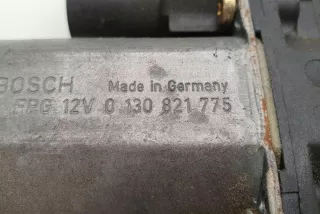 BOSCH Made in Germany
FPG 12V 0 130 821 775